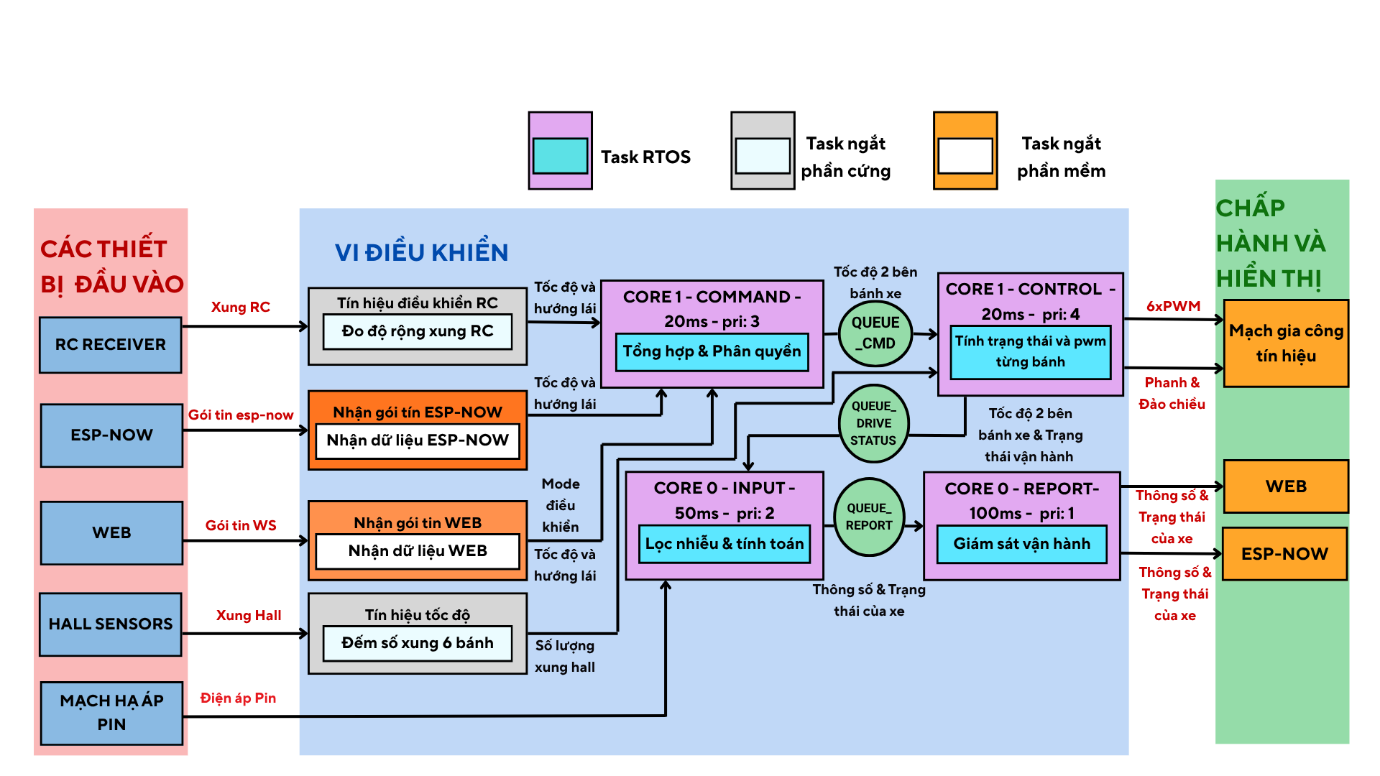 Task RTOS
Task ngắt
phần cứng
Task ngắt
phần mềm
CÁC THIẾT
BỊ ĐẦU VÀO
RC RECEIVER
ESP-NOW
WEB
HALL SENSORS
MẠCH HẠ ÁP
PIN
Xung RC
Gói tin esp-now
Gói tin WS
Xung Hall
Điện áp Pin
VI ĐIỀU KHIỂN
Tín hiệu điều khiển RC
Đo độ rộng xung RC
Nhận gói tín ESP-NOW
Nhận dữ liệu ESP-NOW
Nhận gói tin WEB
Nhận dữ liệu WEB
Tín hiệu tốc độ
Đếm số xung 6 bánh
Tốc độ và
hướng lái
Tốc độ và
hướng lái
Mode
điều
khiển
Tốc độ và
hướng lái
Số lượng
xung hall
CORE 1 - COMMAND -
20ms - pri: 3
Tổng hợp & Phân quyền
Tốc độ 2 bên
bánh xe
QUEUE
_CMD
CORE 1 - CONTROL -
20ms - pri: 4
Tính trạng thái và pwm
từng bánh
QUEUE_
DRIVE
STATUS
Tốc độ 2 bên
bánh xe & Trạng
thái vận hành
CORE 0 - INPUT -
50ms - pri: 2
Lọc nhiễu & tính toán
QUEUE_
REPORT
Thông số & Trạng
thái của xe
CORE 0 - REPORT-
100ms - pri: 1
Giám sát vận hành
6xPWM
Phanh &
Đảo chiều
Thông số &
Trạng thái
của xe
Thông số &
Trạng thái
của xe
CHẤP
HÀNH VÀ
HIỂN THỊ
Mạch gia công
tín hiệu
WEB
ESP-NOW